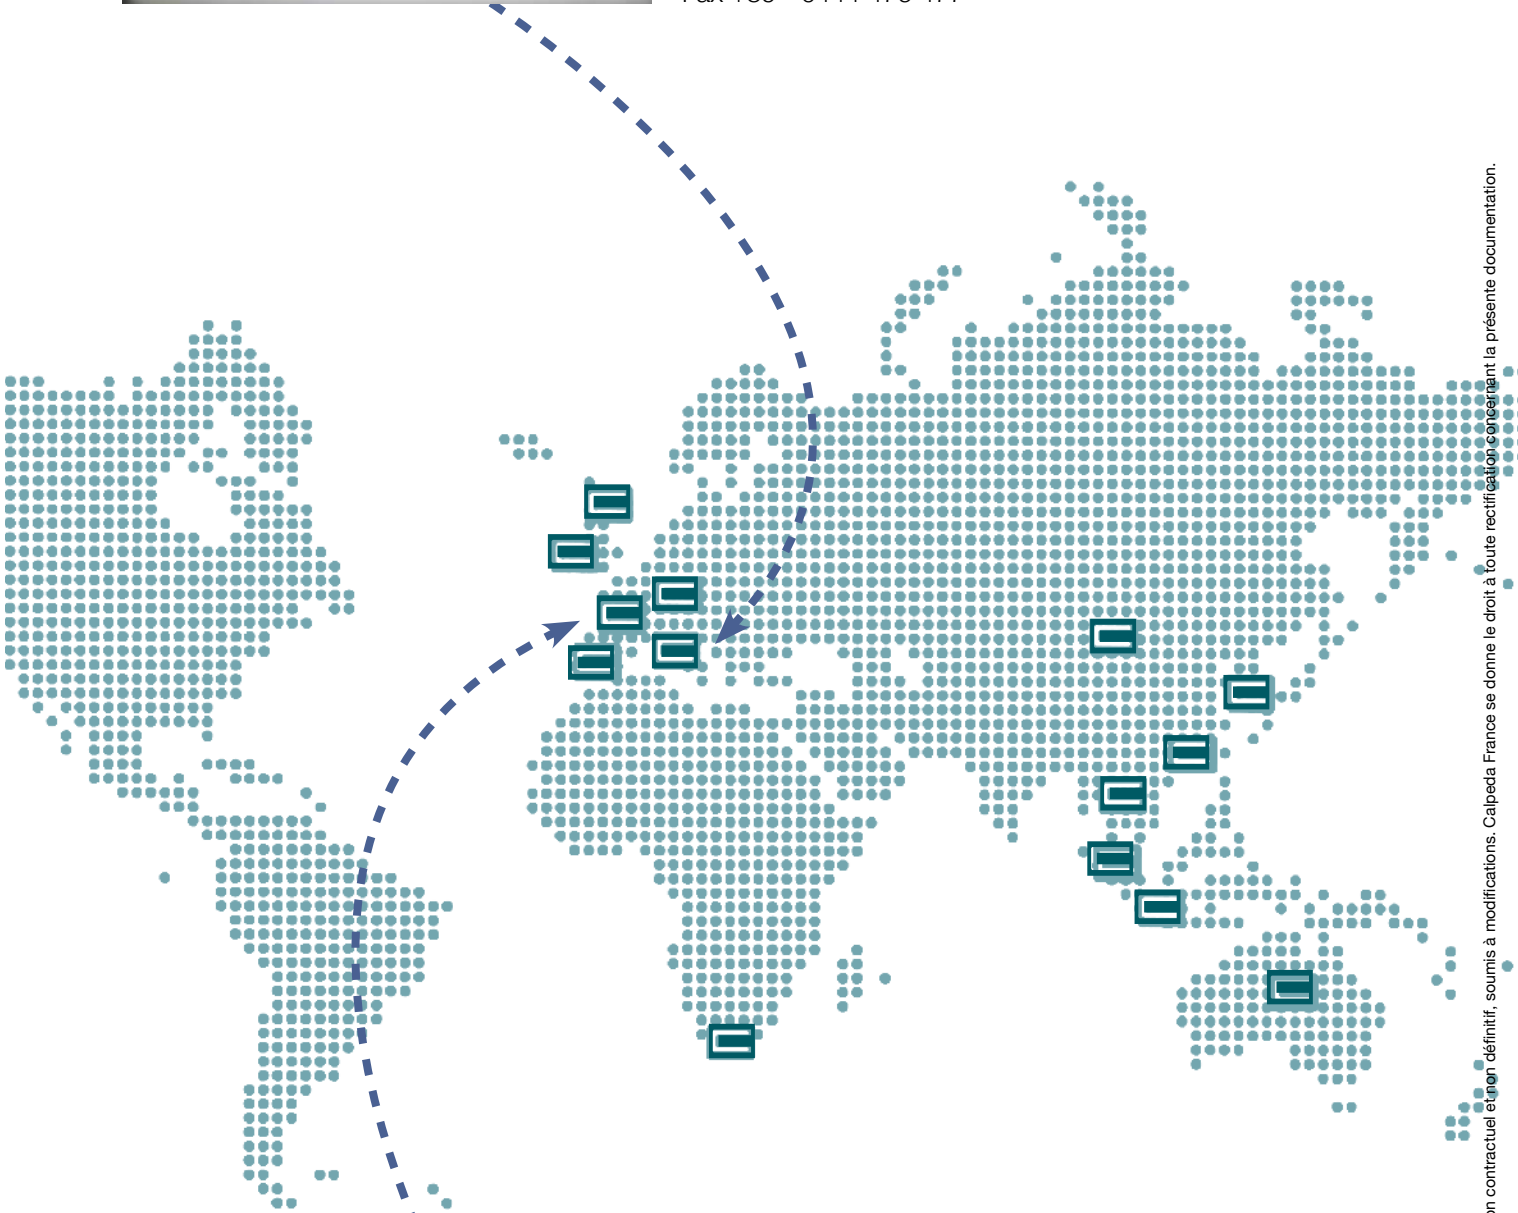 on contractuel et non définitif, soumis à modifications. Calpeda France se donne le droit à toute rectification concernant la présente documentation.